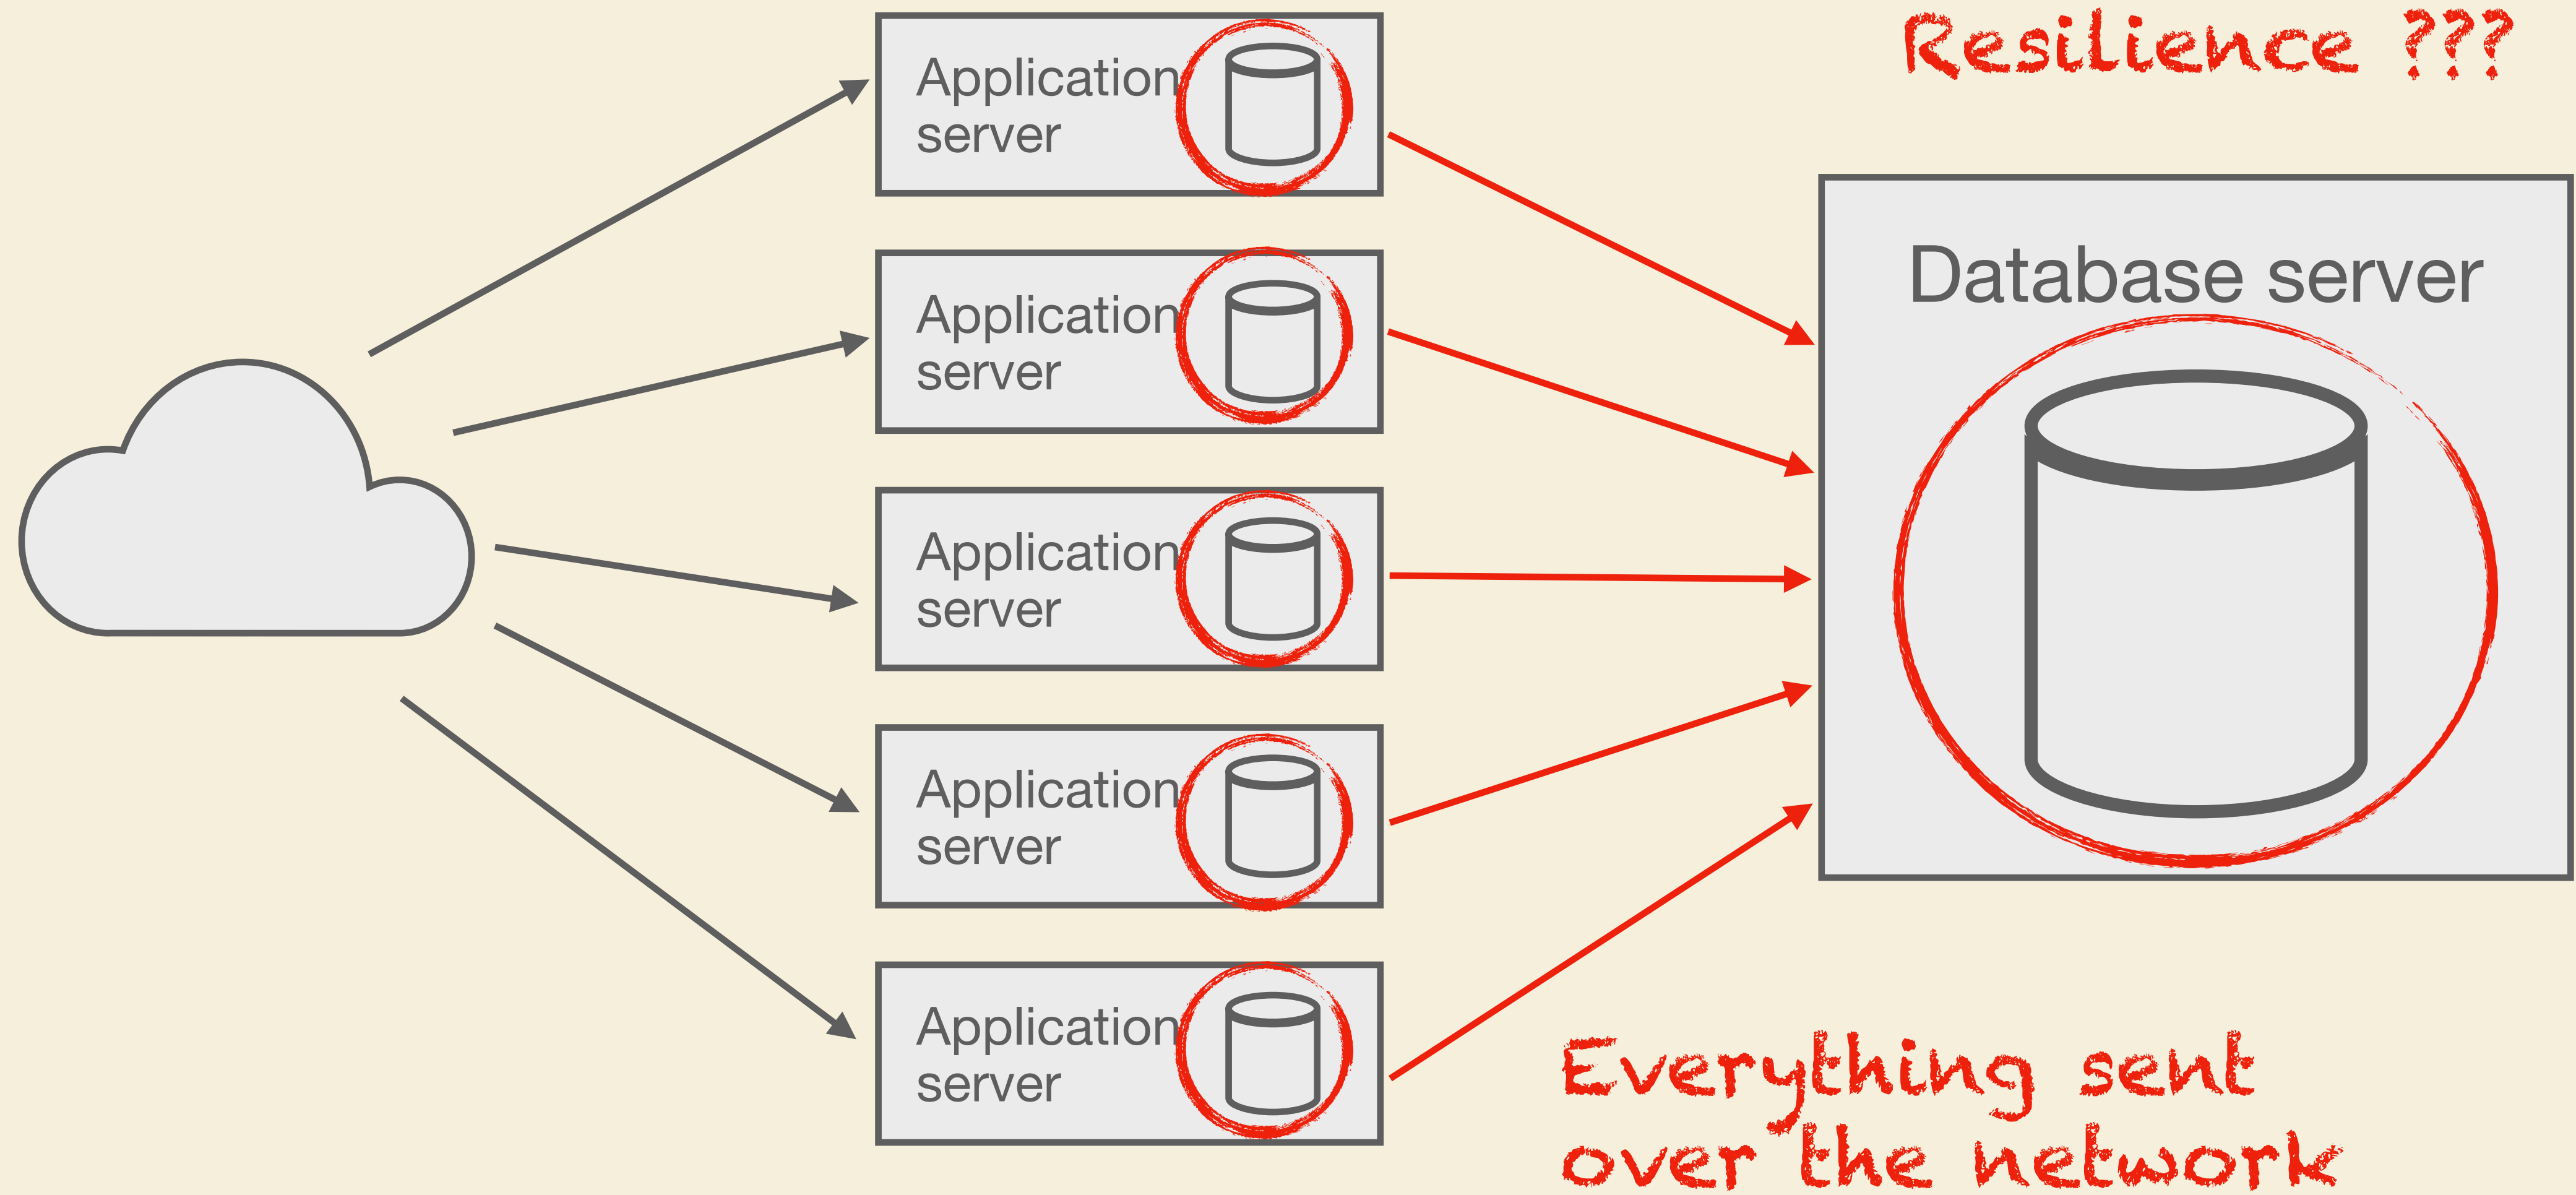 Application
server
Application
server
Application
server
Application
server
Application
server
Resilience ???
Database server
Everything sent
over the network